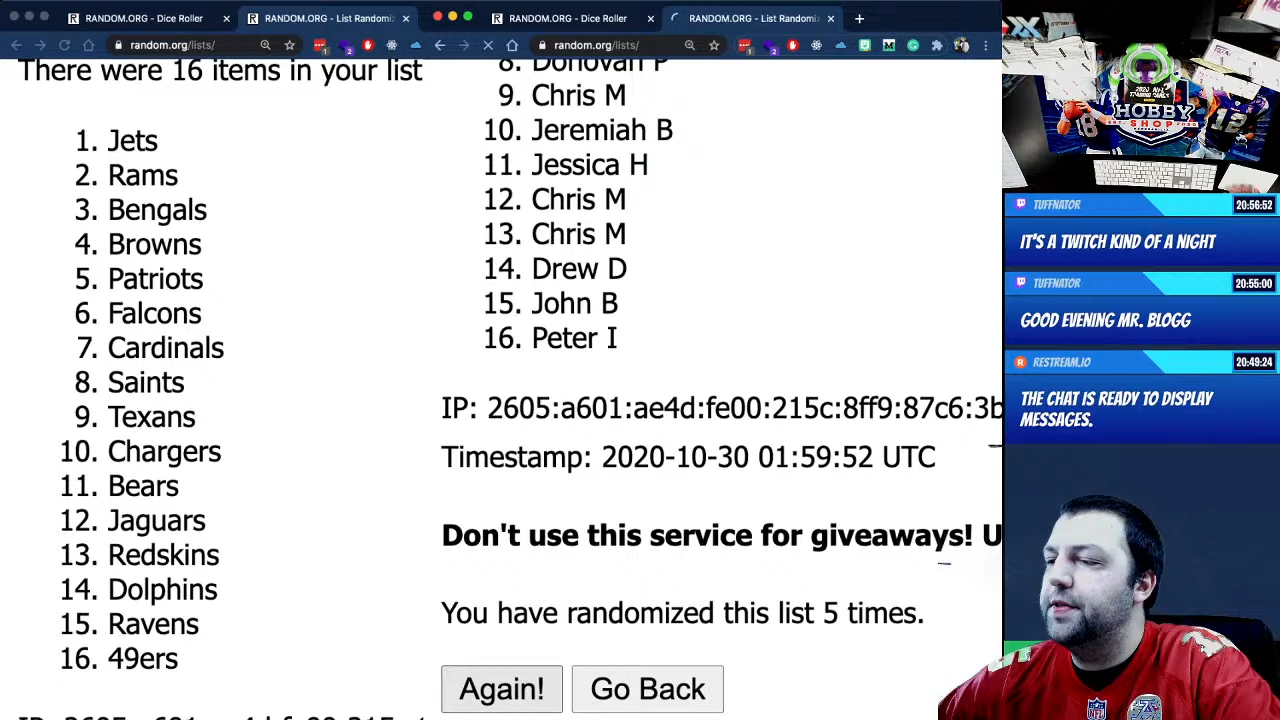 RANDOM.ORG - Dice Roller
RANDOM.ORG - List Randomiz
RANDOM.ORG - Dice Roller
RANDOM.ORG - List Randomi
random.org/lists/
random.org/lists/
There were 16 items in your list
1. Jets
2. Rams
3. Bengals
4. Browns
5. Patriots
6. Falcons
7. Cardinals
8. Saints
9. Texans
10. Chargers
11. Bears
12. Jaguars
13. Redskins
14. Dolphins
15. Ravens
16. 49ers
8. Donovan P
9. Chris M
10. Jeremiah B
11. Jessica H
12. Chris M
13. Chris M
14. Drew D
15. John B
16. Peter I
IP: 2605:a601:ae4d:fe00:215c:8ff9:87c6:3b
Timestamp: 2020-10-30 01:59:52 UTC
Don't use this service for giveaways! U
You have randomized this list 5 times.
Again!
Go Back
HOBBY
SHOP
TUFFNATOR
20:56:52
IT'S A TWITCH KIND OF A NIGHT
TUFFNATOR
20:55:00
GOOD EVENING MR. BLOGG
RESTREAM.IO
20:49:24
THE CHAT IS READY TO DISPLAY
MESSAGES.